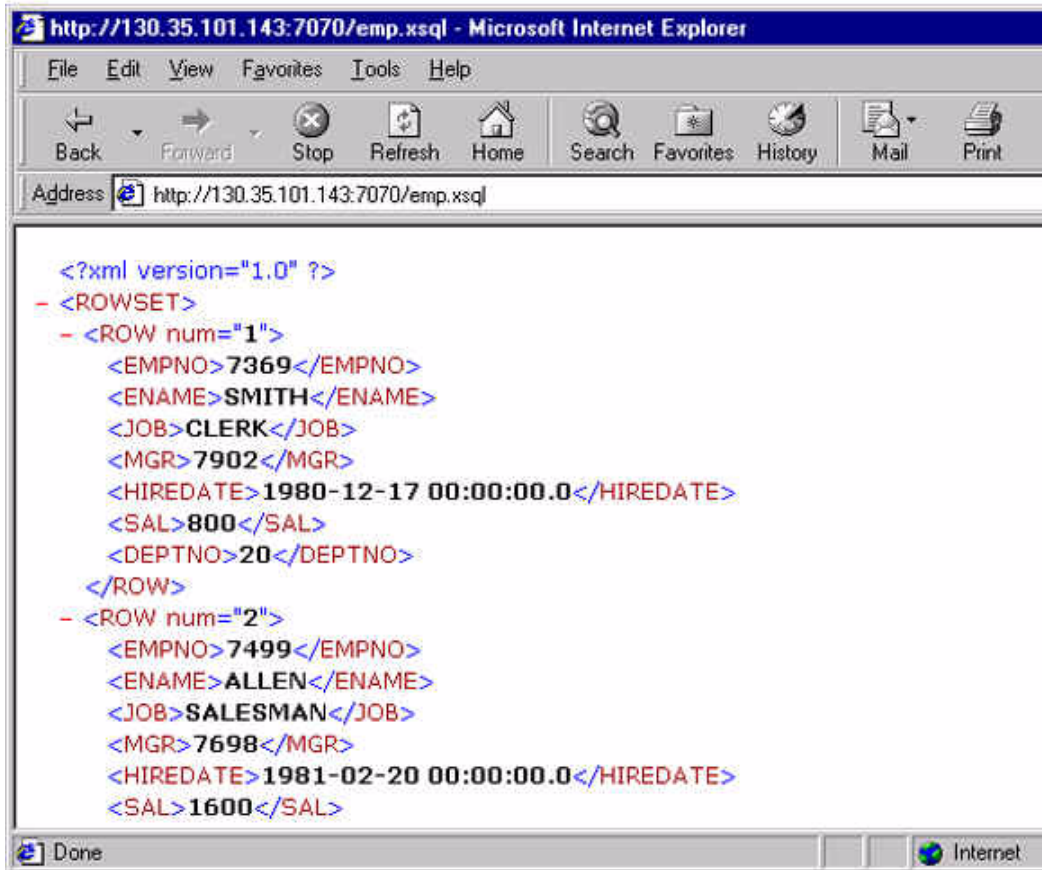 http://130.35.101.143:7070/emp.xsql - Microsoft Internet Explorer
File Edit View Favorites Tools Help
Back Forward Stop Refresh Home Search Favorites History Mail Print
Address http://130.35.101.143:7070/emp.xsql
<?xml version="1.0" ?>
- <ROWSET>
- <ROW num="1">
<EMPNO>7369</EMPNO>
<ENAME>SMITH</ENAME>
<JOB>CLERK</JOB>
<MGR>7902</MGR>
<HIREDATE>1980-12-17 00:00:00.0</HIREDATE>
<SAL>800</SAL>
<DEPTNO>20</DEPTNO>
</ROW>
- <ROW num="2">
<EMPNO>7499</EMPNO>
<ENAME>ALLEN</ENAME>
<JOB>SALESMAN</JOB>
<MGR>7698</MGR>
<HIREDATE>1981-02-20 00:00:00.0</HIREDATE>
<SAL>1600</SAL>
Done Internet